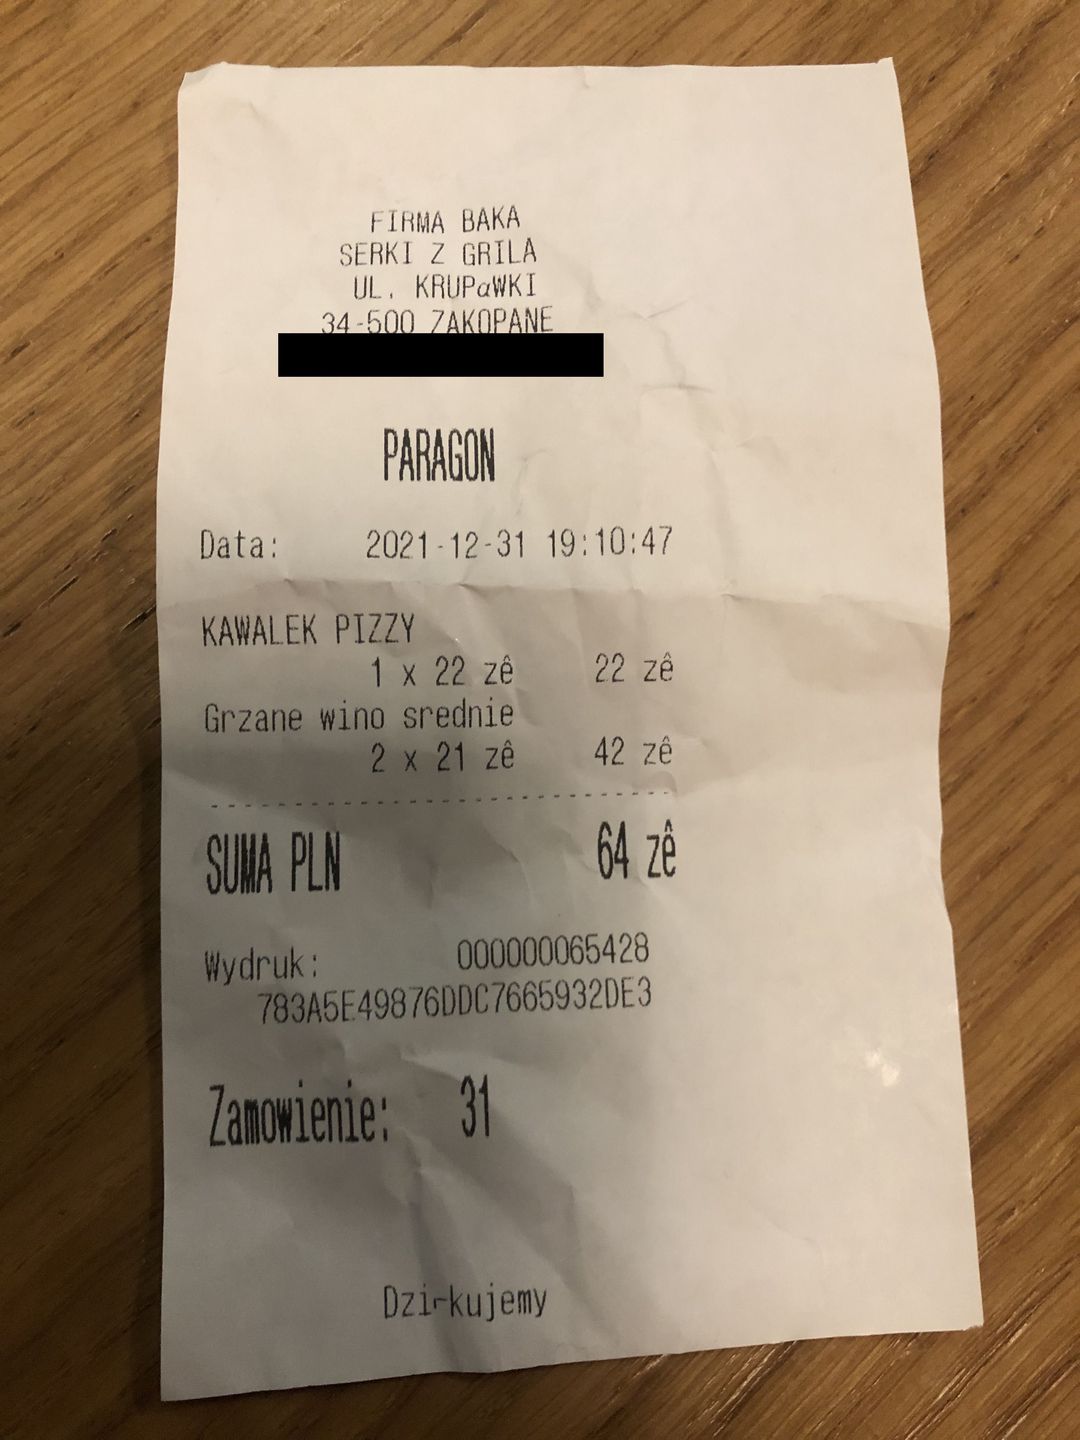 FIRMA BAKA
SERKI Z GRILA
UL. KRUPαWKI
34-500 ZAKOPANE
PARAGON
Data: 2021-12-31 19:10:47
KAWALEK PIZZY
1 x 22 zê 22 zê
Grzane wino srednie
2 x 21 zê 42 zê
SUMA PLN 64 zê
Wydruk: 000000065428
783A5E49876DDC7665932DE3
Zamowienie: 31
Dzi⌐kujemy